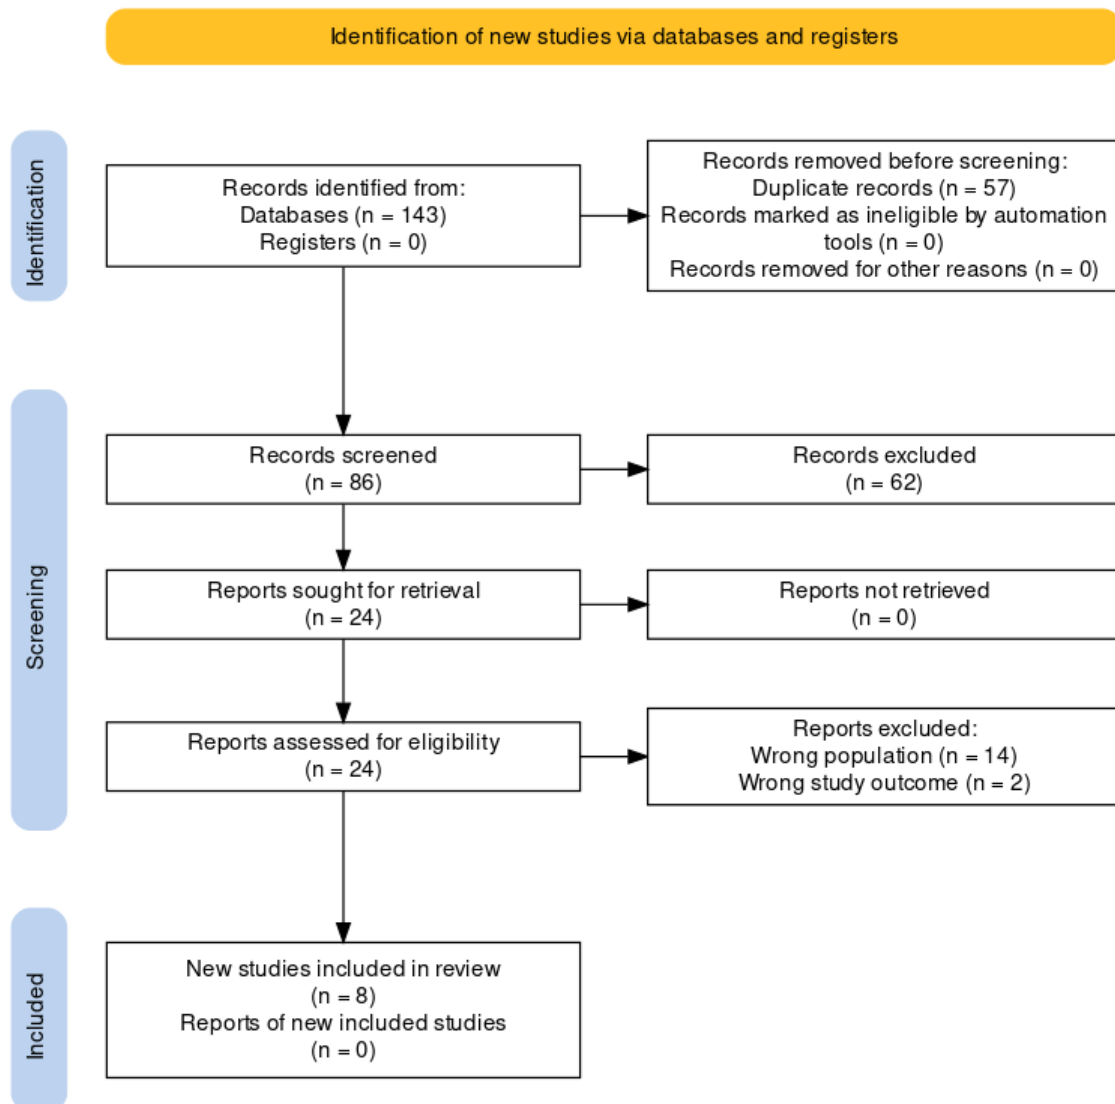 Identification of new studies via databases and registers
Identification
Records identified from:
Databases (n = 143)
Registers (n = 0)
Records removed before screening:
Duplicate records (n = 57)
Records marked as ineligible by automation
tools (n = 0)
Records removed for other reasons (n = 0)
Screening
Records screened
(n = 86)
Records excluded
(n = 62)
Reports sought for retrieval
(n = 24)
Reports not retrieved
(n = 0)
Reports assessed for eligibility
(n = 24)
Reports excluded:
Wrong population (n = 14)
Wrong study outcome (n = 2)
Included
New studies included in review
(n = 8)
Reports of new included studies
(n = 0)